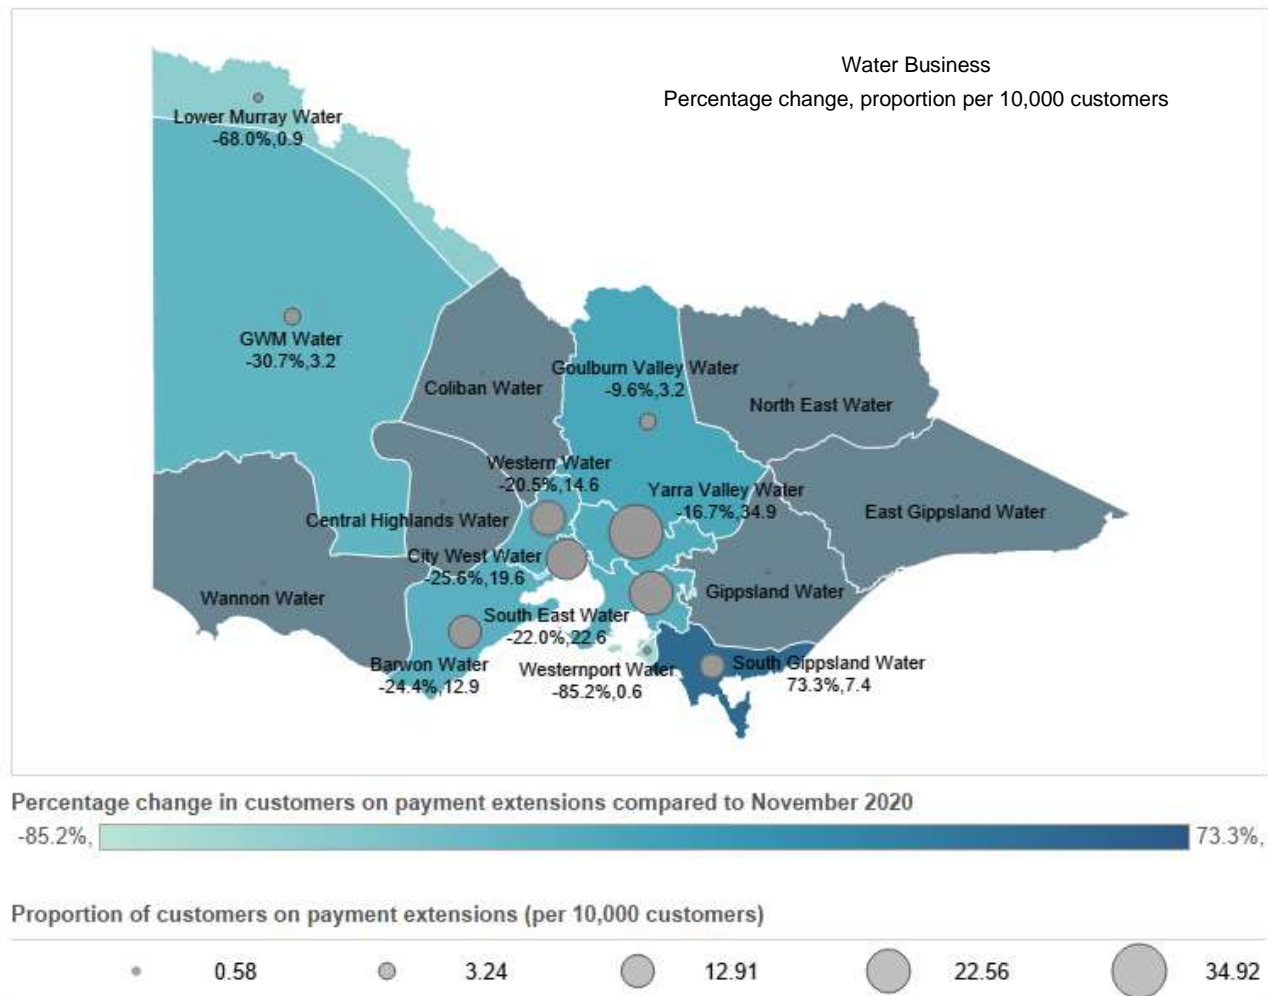 Water Business
Percentage change, proportion per 10,000 customers
Lower Murray Water
-68.0%,0.9
GWM Water
-30.7%,3.2
Coliban Water
Goulburn Valley Water
-9.6%,3.2
North East Water
Western Water
-20.5%,14.6
Yarra Valley Water
-16.7%,34.9
East Gippsland Water
Central Highlands Water
City West Water
-25.6%,19.6
Wannon Water
Gippsland Water
South East Water
-22.0%,22.6
Barwon Water
-24.4%,12.9
Westernport Water
-85.2%,0.6
South Gippsland Water
73.3%,7.4
Percentage change in customers on payment extensions compared to November 2020
-85.2%, 73.3%,
Proportion of customers on payment extensions (per 10,000 customers)
0.58 3.24 12.91 22.56 34.92